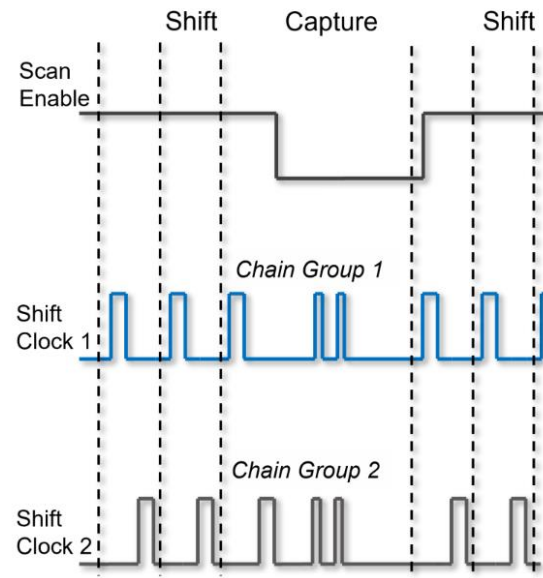 Shift
Capture
Shift
Scan
Enable
Chain Group 1
Shift
Clock 1
Chain Group 2
Shift
Clock 2